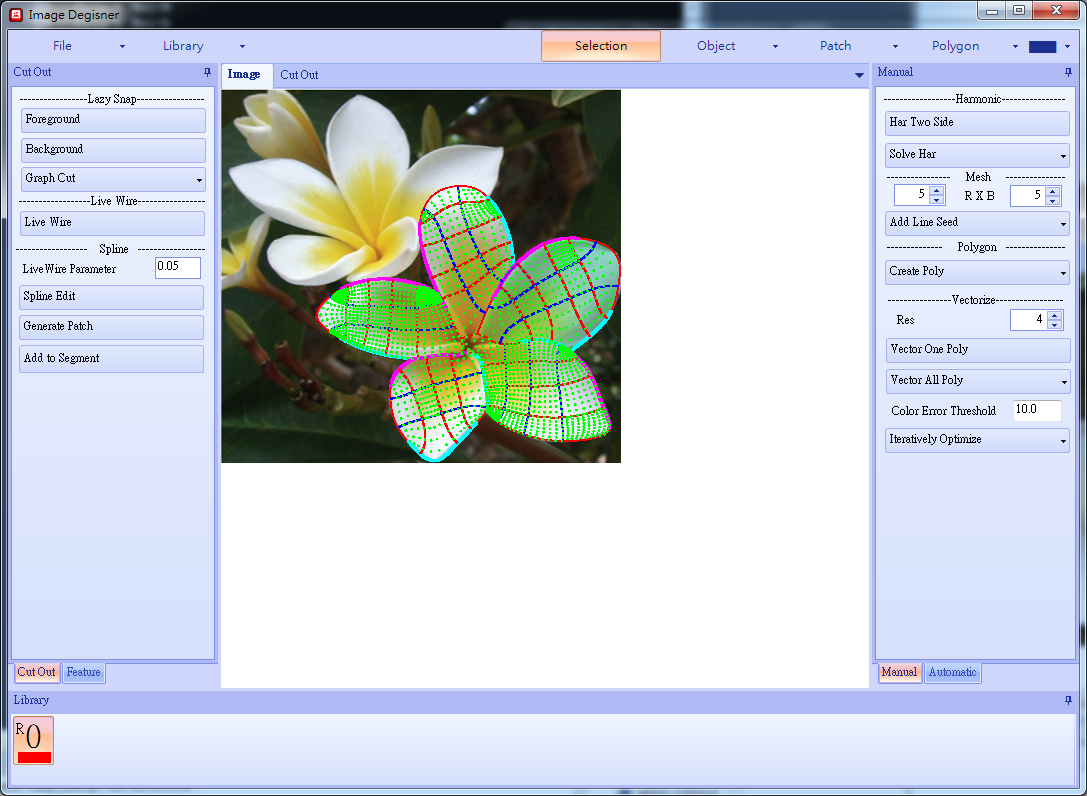 Image Degisner
File Library Selection Object Patch Polygon
Cut Out
Lazy Snap
Foreground
Background
Graph Cut
Live Wire
Live Wire
Spline
LiveWire Parameter 0.05
Spline Edit
Generate Patch
Add to Segment
Cut Out Feature
Image Cut Out
Manual
Harmonic
Har Two Side
Solve Har
Mesh
5 R X B 5
Add Line Seed
Polygon
Create Poly
Vectorize
Res 4
Vector One Poly
Vector All Poly
Color Error Threshold 10.0
Iteratively Optimize
Manual Automatic
Library
R 0